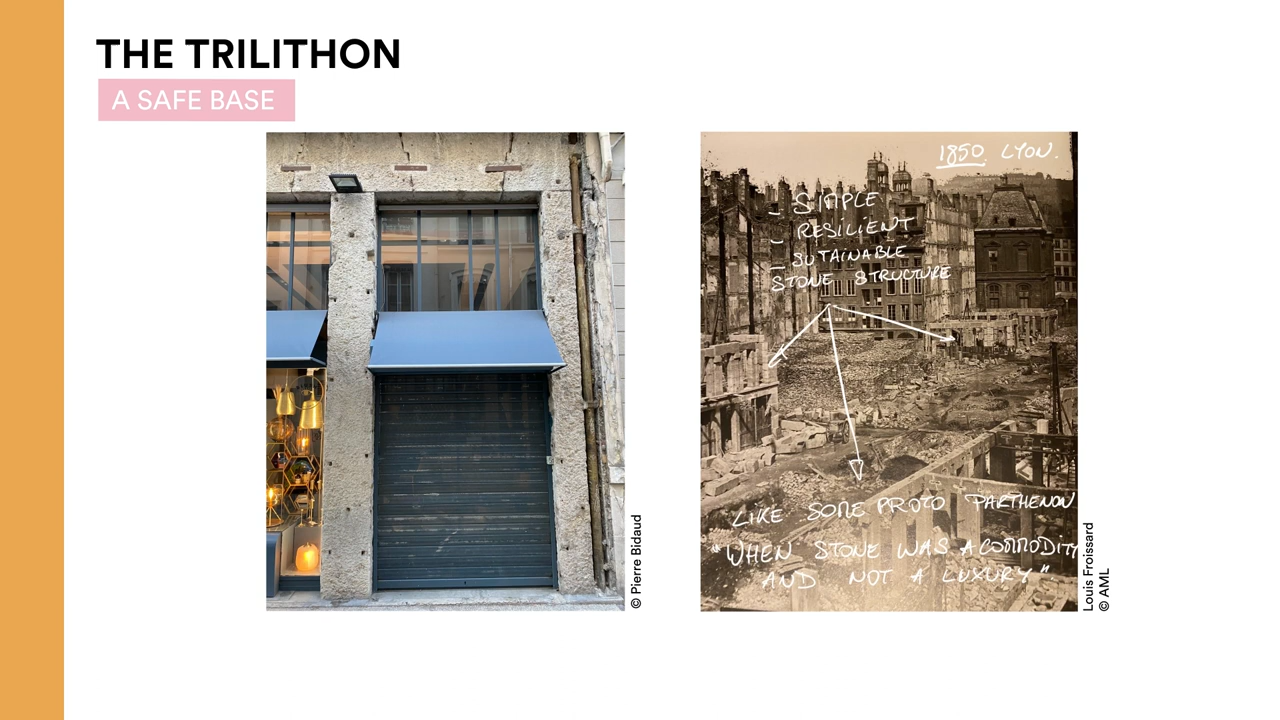 THE TRILITHON
A SAFE BASE
© Pierre Bidaud
1850 LYON.
- SIMPLE
- RESILIENT
- SUTAINABLE
STONE STRUCTURE
LIKE SOME PROTO PARTHENON
"WHEN STONE WAS A COMMODITY
AND NOT A LUXURY".
Louis Froissard
© AML